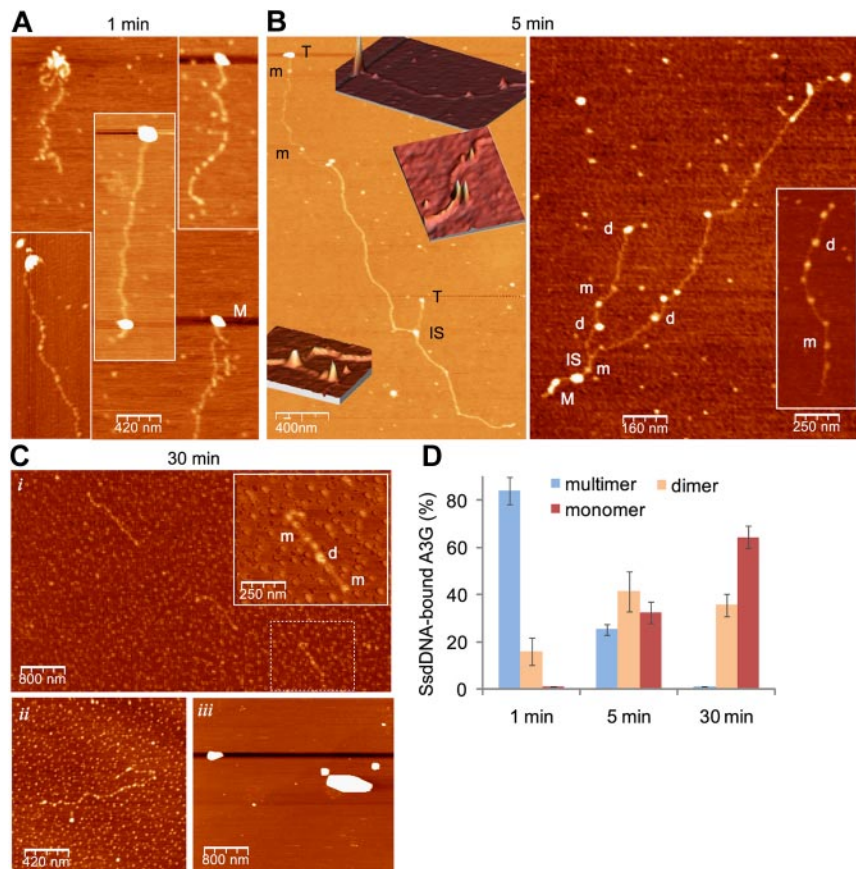 A
1 min
B
5 min
M
420 nm
T
m
m
T
IS
400nm
d
m
d
d
IS
m
M
160 nm
d
m
250 nm
C
30 min
i
m
d
m
250 nm
800 nm
ii
420 nm
iii
800 nm
D
SsdDNA-bound A3G (%)
80
60
40
20
0
multimer
dimer
monomer
1 min
5 min
30 min